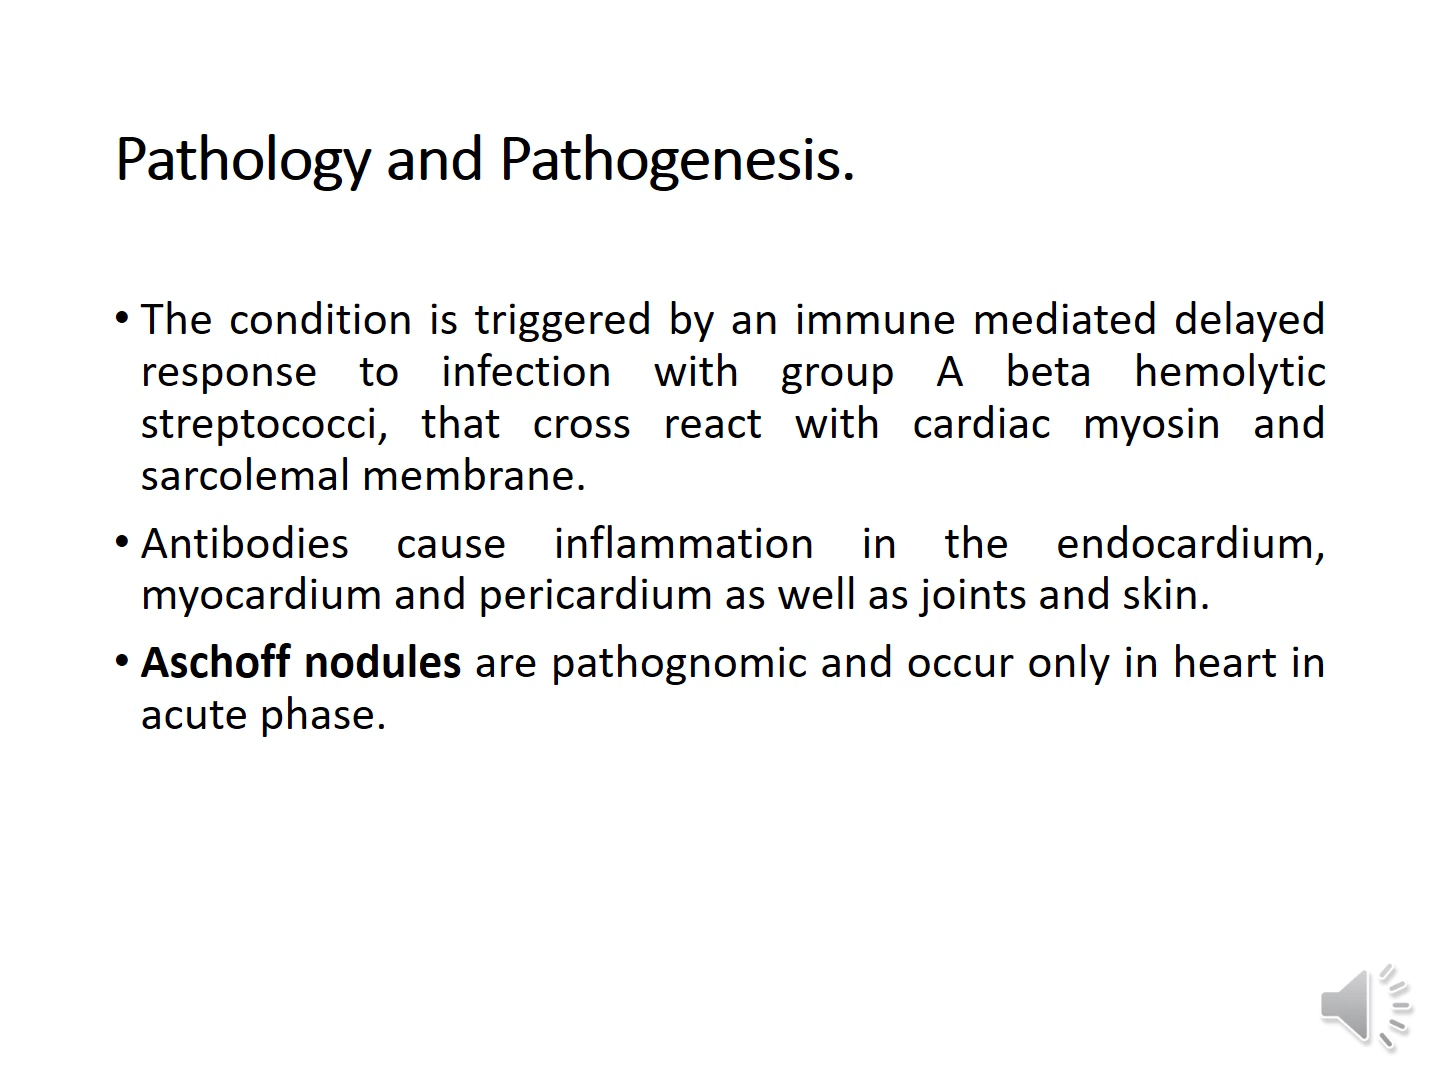 Pathology and Pathogenesis.
• The condition is triggered by an immune mediated delayed
response to infection with group A beta hemolytic
streptococci, that cross react with cardiac myosin and
sarcolemal membrane.
• Antibodies cause inflammation in the endocardium,
myocardium and pericardium as well as joints and skin.
• Aschoff nodules are pathognomic and occur only in heart in
acute phase.